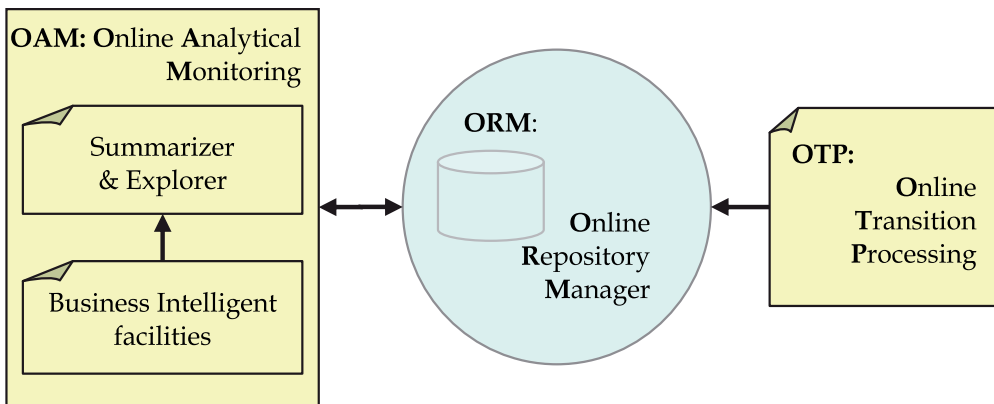 OAM: Online Analytical
Monitoring
Summarizer
& Explorer
Business Intelligent
facilities
ORM:
Online
Repository
Manager
OTP:
Online
Transition
Processing